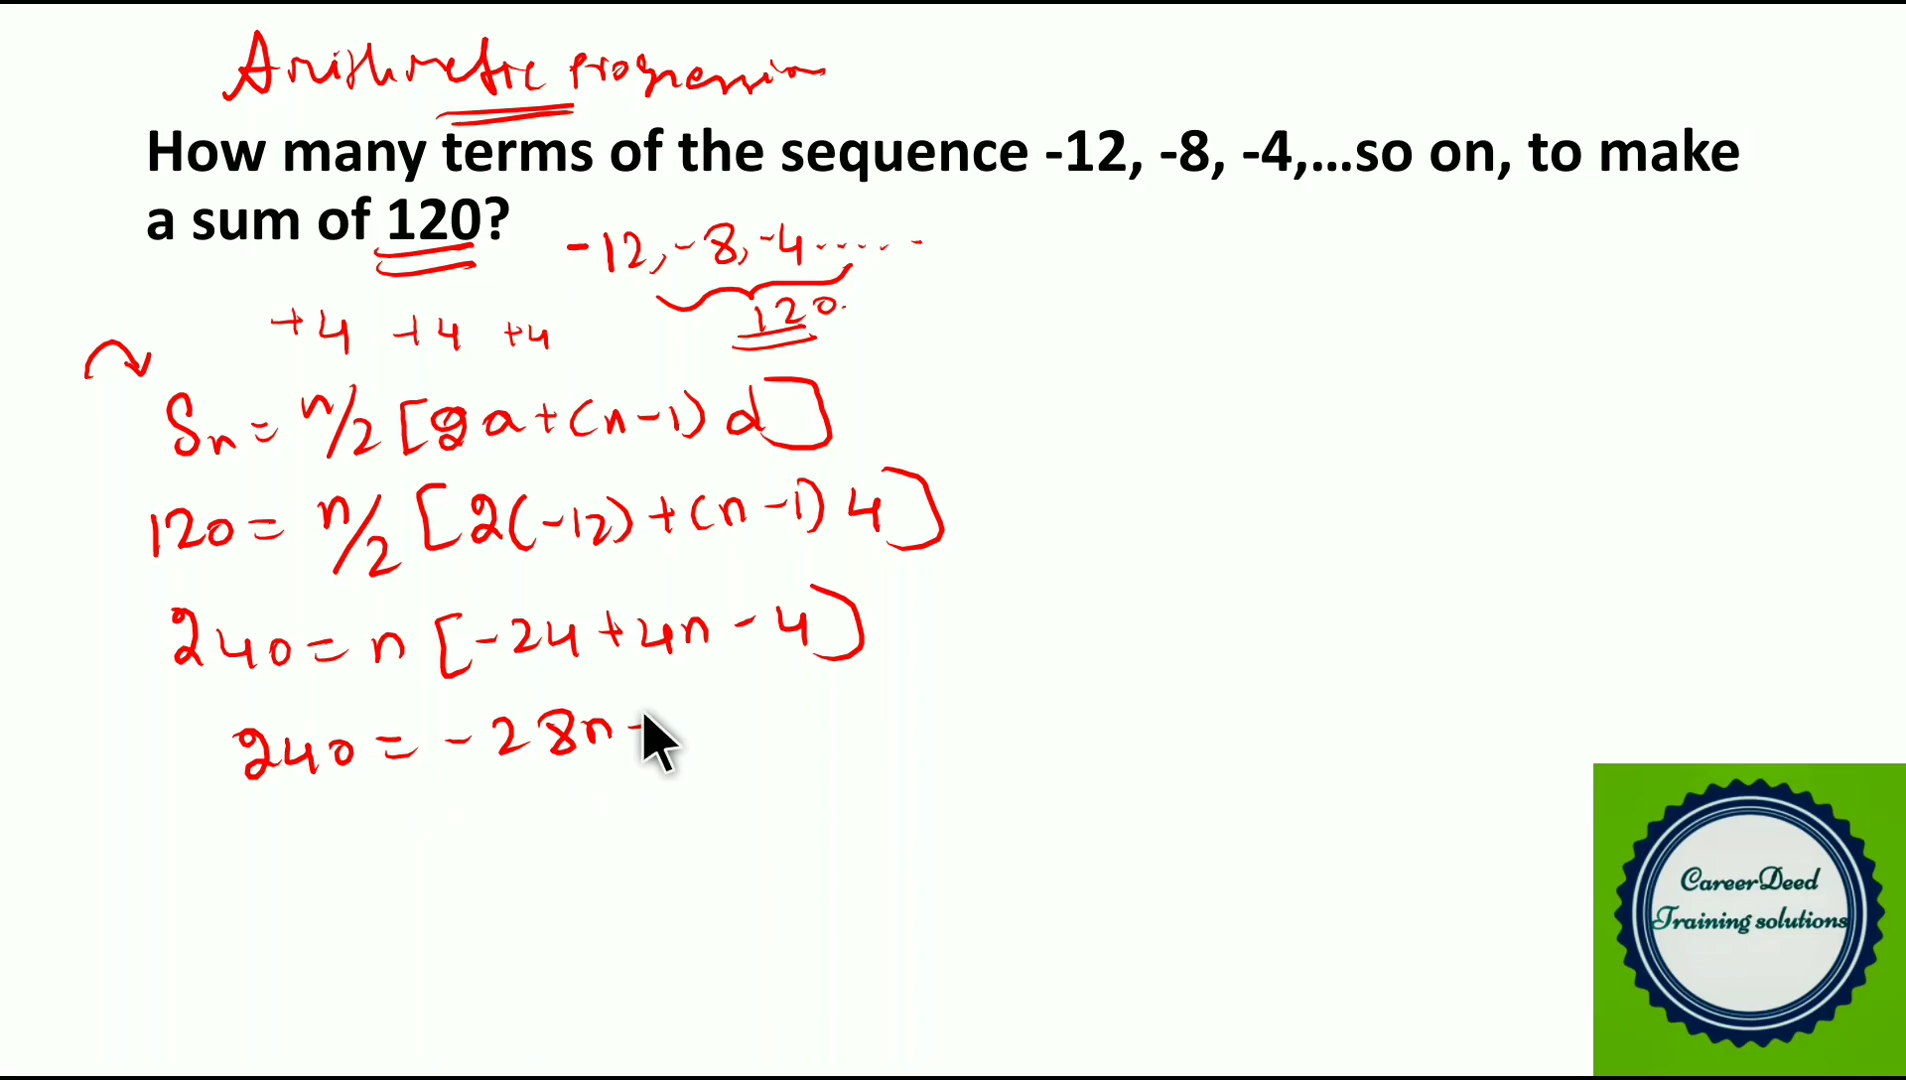 Arithmetic progression
How many terms of the sequence -12, -8, -4,...so on, to make
a sum of 120?
-12, -8, -4......
120.
+4 +4 +4
Sn = n/2 [2a+(n-1) d]
120 = n/2 [2(-12)+(n-1) 4]
240 = n [-24+4n-4]
240 = -28n -
CareerDeed
Training solutions